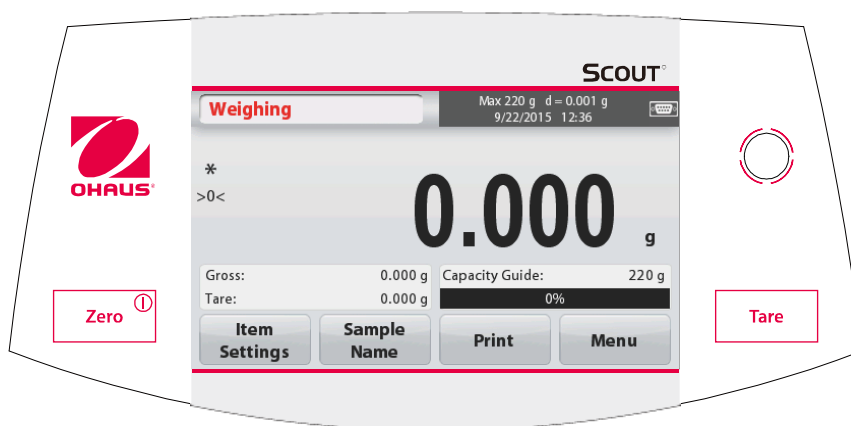 SCOUT
Weighing
Max 220 g d = 0.001 g
9/22/2015 12:36
OHAUS
*
>0<
0.000 g
Gross: 0.000 g
Tare: 0.000 g
Capacity Guide: 220 g
0%
Zero
Item
Settings
Sample
Name
Print
Menu
Tare